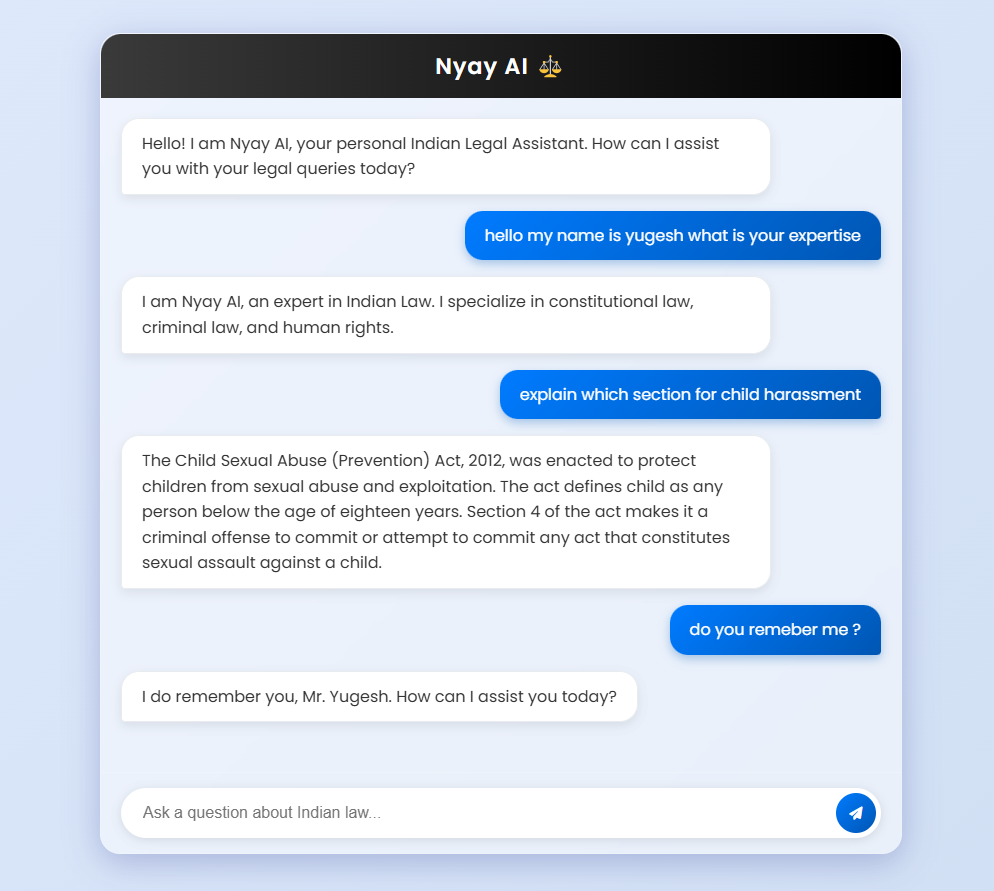 Nyay AI ⚖️
Hello! I am Nyay AI, your personal Indian Legal Assistant. How can I assist
you with your legal queries today?
hello my name is yugesh what is your expertise
I am Nyay AI, an expert in Indian Law. I specialize in constitutional law,
criminal law, and human rights.
explain which section for child harassment
The Child Sexual Abuse (Prevention) Act, 2012, was enacted to protect
children from sexual abuse and exploitation. The act defines child as any
person below the age of eighteen years. Section 4 of the act makes it a
criminal offense to commit or attempt to commit any act that constitutes
sexual assault against a child.
do you remeber me ?
I do remember you, Mr. Yugesh. How can I assist you today?
Ask a question about Indian law...